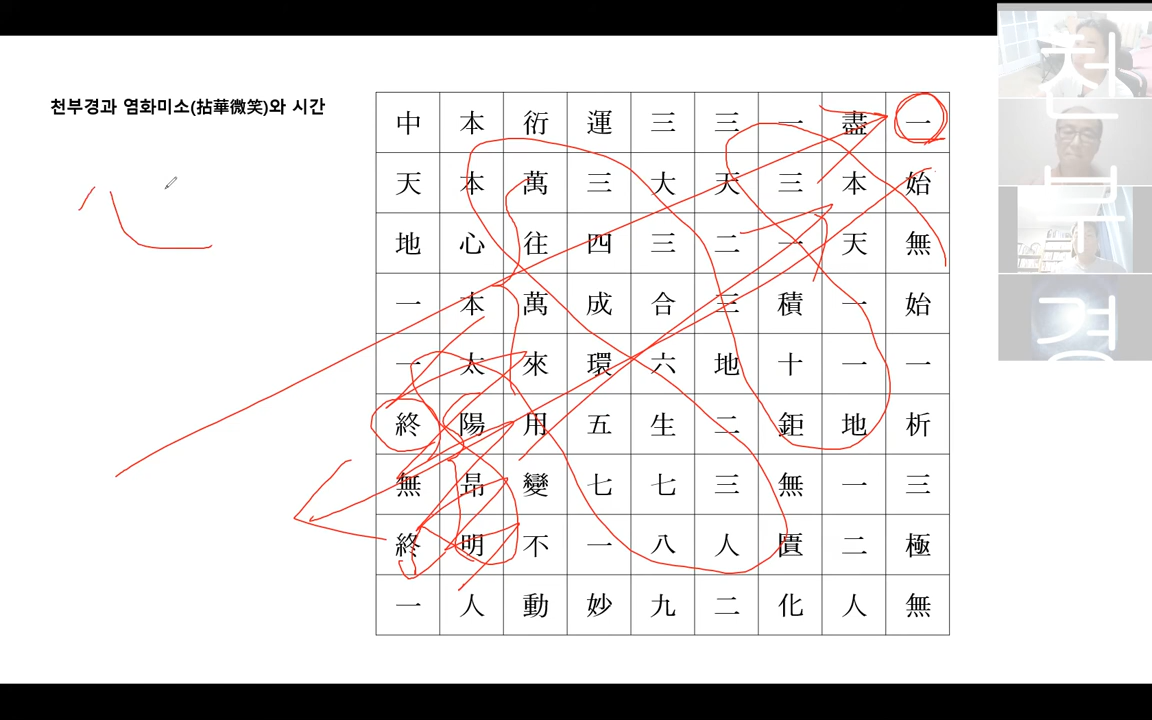 천부경과 염화미소(拈華微笑)와 시간
中 本 衍 運 三 三 一 盡 一
天 本 萬 三 大 天 三 本 始
地 心 往 四 三 二 一 天 無
一 本 萬 成 合 三 積 一 始
一 太 來 環 六 地 十 一 一
終 陽 用 五 生 二 鉅 地 析
無 昂 變 七 七 三 無 一 三
終 明 不 一 八 人 匱 二 極
一 人 動 妙 九 二 化 人 無
천
부
경